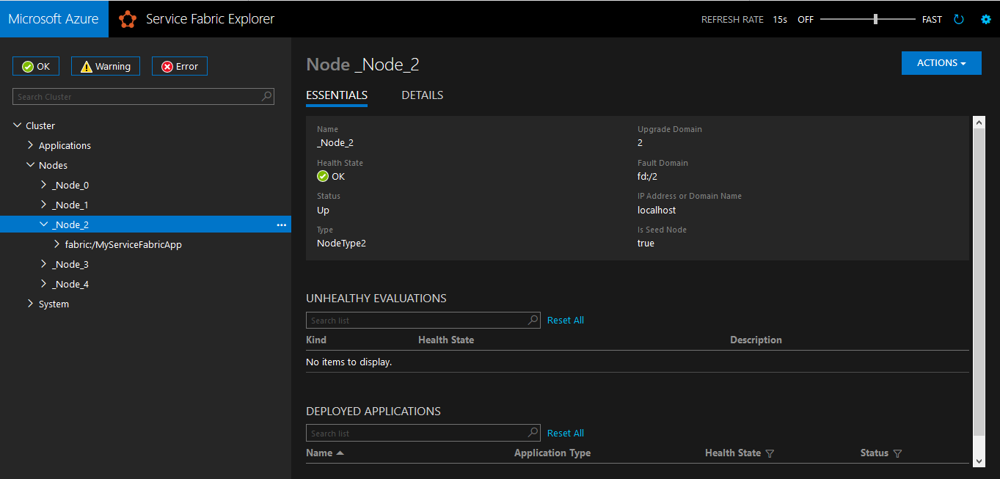 Microsoft Azure Service Fabric Explorer REFRESH RATE 15s OFF FAST
OK Warning Error
Search Cluster
Cluster
Applications
Nodes
_Node_0
_Node_1
_Node_2 ...
fabric:/MyServiceFabricApp
_Node_3
_Node_4
System
Node _Node_2 ACTIONS
ESSENTIALS DETAILS
Name
_Node_2
Health State
OK
Status
Up
Type
NodeType2
Upgrade Domain
2
Fault Domain
fd:/2
IP Address or Domain Name
localhost
Is Seed Node
true
UNHEALTHY EVALUATIONS
Search list Reset All
Kind Health State Description
No items to display.
DEPLOYED APPLICATIONS
Search list Reset All
Name Application Type Health State Status